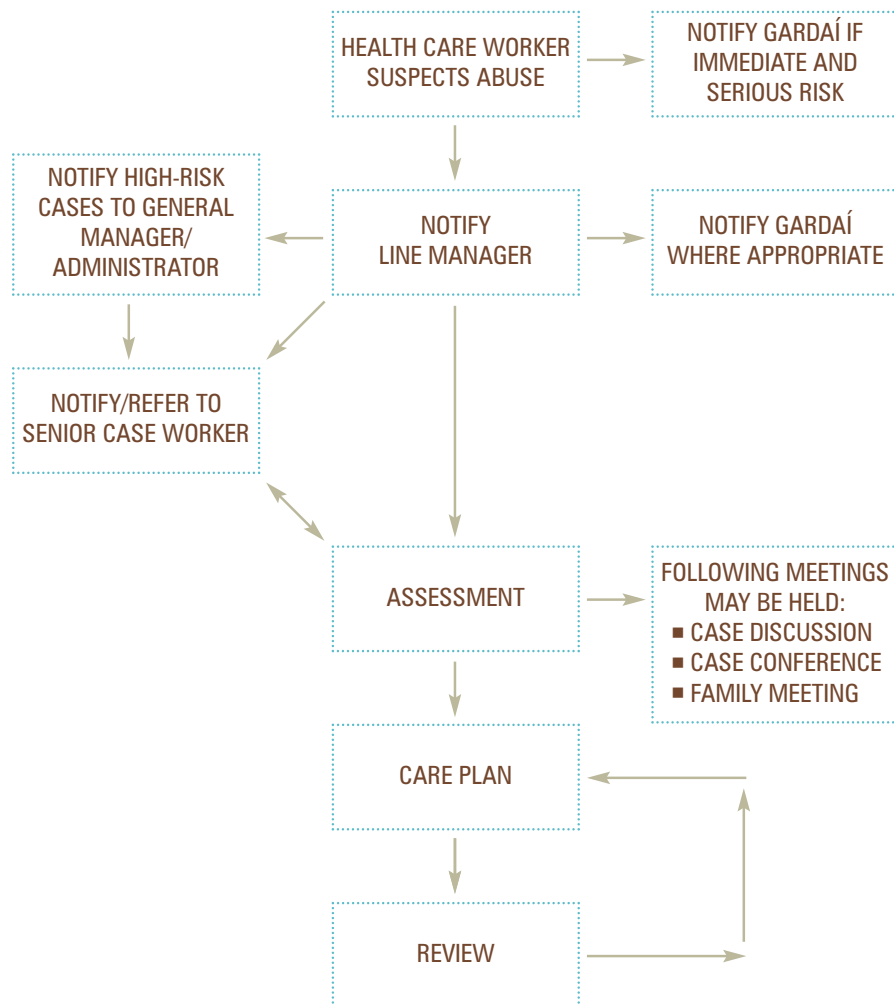 HEALTH CARE WORKER
SUSPECTS ABUSE
NOTIFY GARDAÍ IF
IMMEDIATE AND
SERIOUS RISK
NOTIFY HIGH-RISK
CASES TO GENERAL
MANAGER/
ADMINISTRATOR
NOTIFY
LINE MANAGER
NOTIFY GARDAÍ
WHERE APPROPRIATE
NOTIFY/REFER TO
SENIOR CASE WORKER
ASSESSMENT
FOLLOWING MEETINGS
MAY BE HELD:
■ CASE DISCUSSION
■ CASE CONFERENCE
■ FAMILY MEETING
CARE PLAN
REVIEW